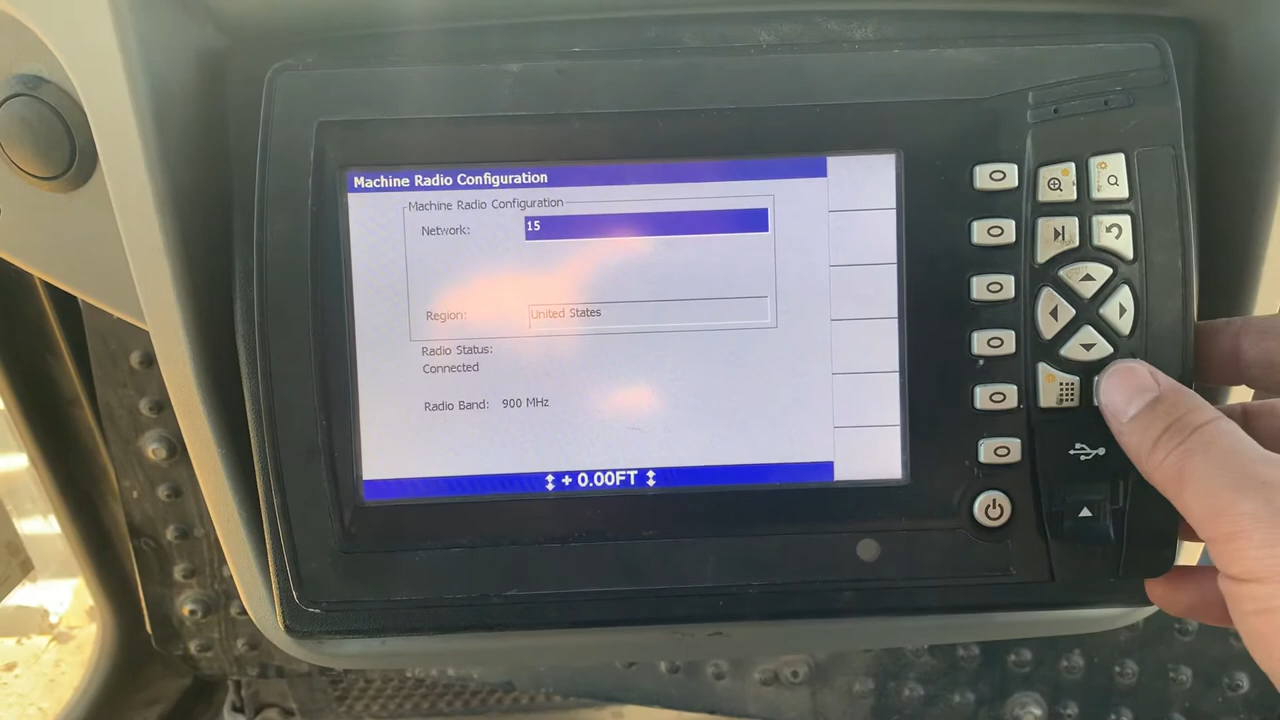 Machine Radio Configuration
Machine Radio Configuration
Network: 15
Region: United States
Radio Status:
Connected
Radio Band: 900 MHz
+ 0.00FT